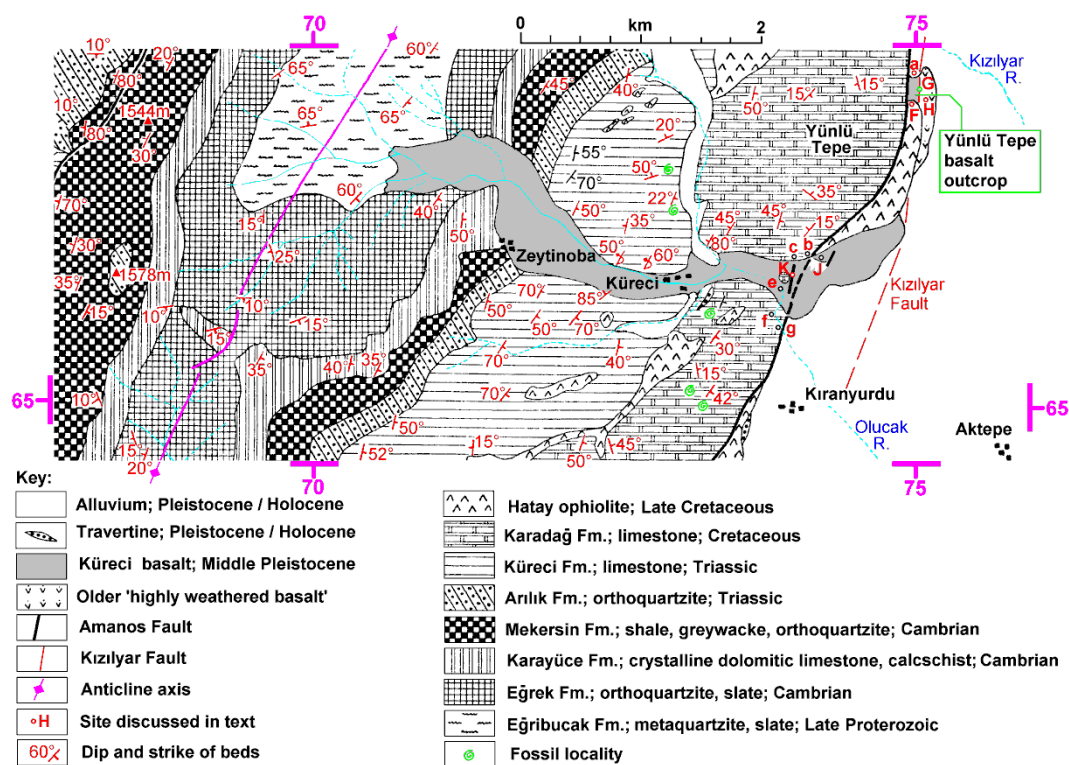 70
0 km 2
75
10°
20°
60°
80°
1544m
10°
80°
30
65°
65°
65°
45°
40°
20°
55°
50°
70°
22°
50°
35°
50°
60°
50
15°
15°
Yünlü
Tepe
35°
45°
45°
15°
80°
a
G
F
H
Kızılyar
R.
Yünlü Tepe
basalt
outcrop
70°
30°
35°
1578m
10°
15°
25°
60
40°
50
Zeytinoba
Küreci
c
b
K
J
e
f
g
Kızılyar
Fault
10°
5°
15°
35°
40°
35°
70°
50°
50°
85°
70°
70°
40°
30
15°
42°
65
10°
15°
20°
50°
52°
15°
70°
50°
45°
Kıranyurdu
Olucak
R.
Aktepe
65
70
75
Key:
Alluvium; Pleistocene / Holocene
Travertine; Pleistocene / Holocene
Küreci basalt; Middle Pleistocene
Older 'highly weathered basalt'
Amanos Fault
Kızılyar Fault
Anticline axis
H Site discussed in text
60° Dip and strike of beds
Hatay ophiolite; Late Cretaceous
Karadağ Fm.; limestone; Cretaceous
Küreci Fm.; limestone; Triassic
Arılık Fm.; orthoquartzite; Triassic
Mekersin Fm.; shale, greywacke, orthoquartzite; Cambrian
Karayüce Fm.; crystalline dolomitic limestone, calcschist; Cambrian
Eğrek Fm.; orthoquartzite, slate; Cambrian
Eğribucak Fm.; metaquartzite, slate; Late Proterozoic
Fossil locality